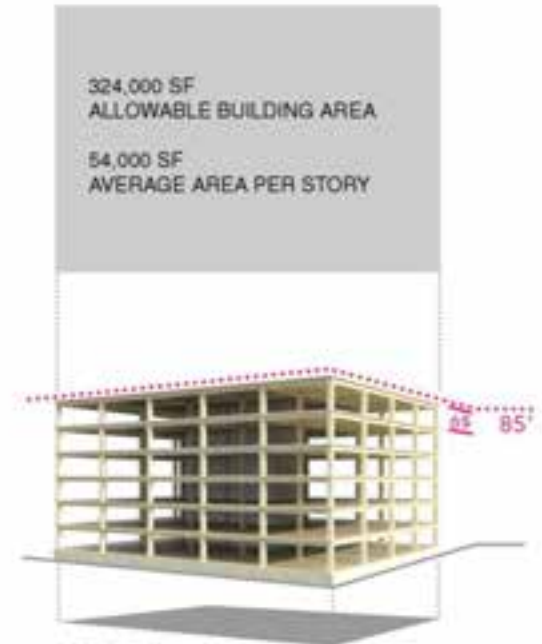 324,000 SF
ALLOWABLE BUILDING AREA
54,000 SF
AVERAGE AREA PER STORY
85'